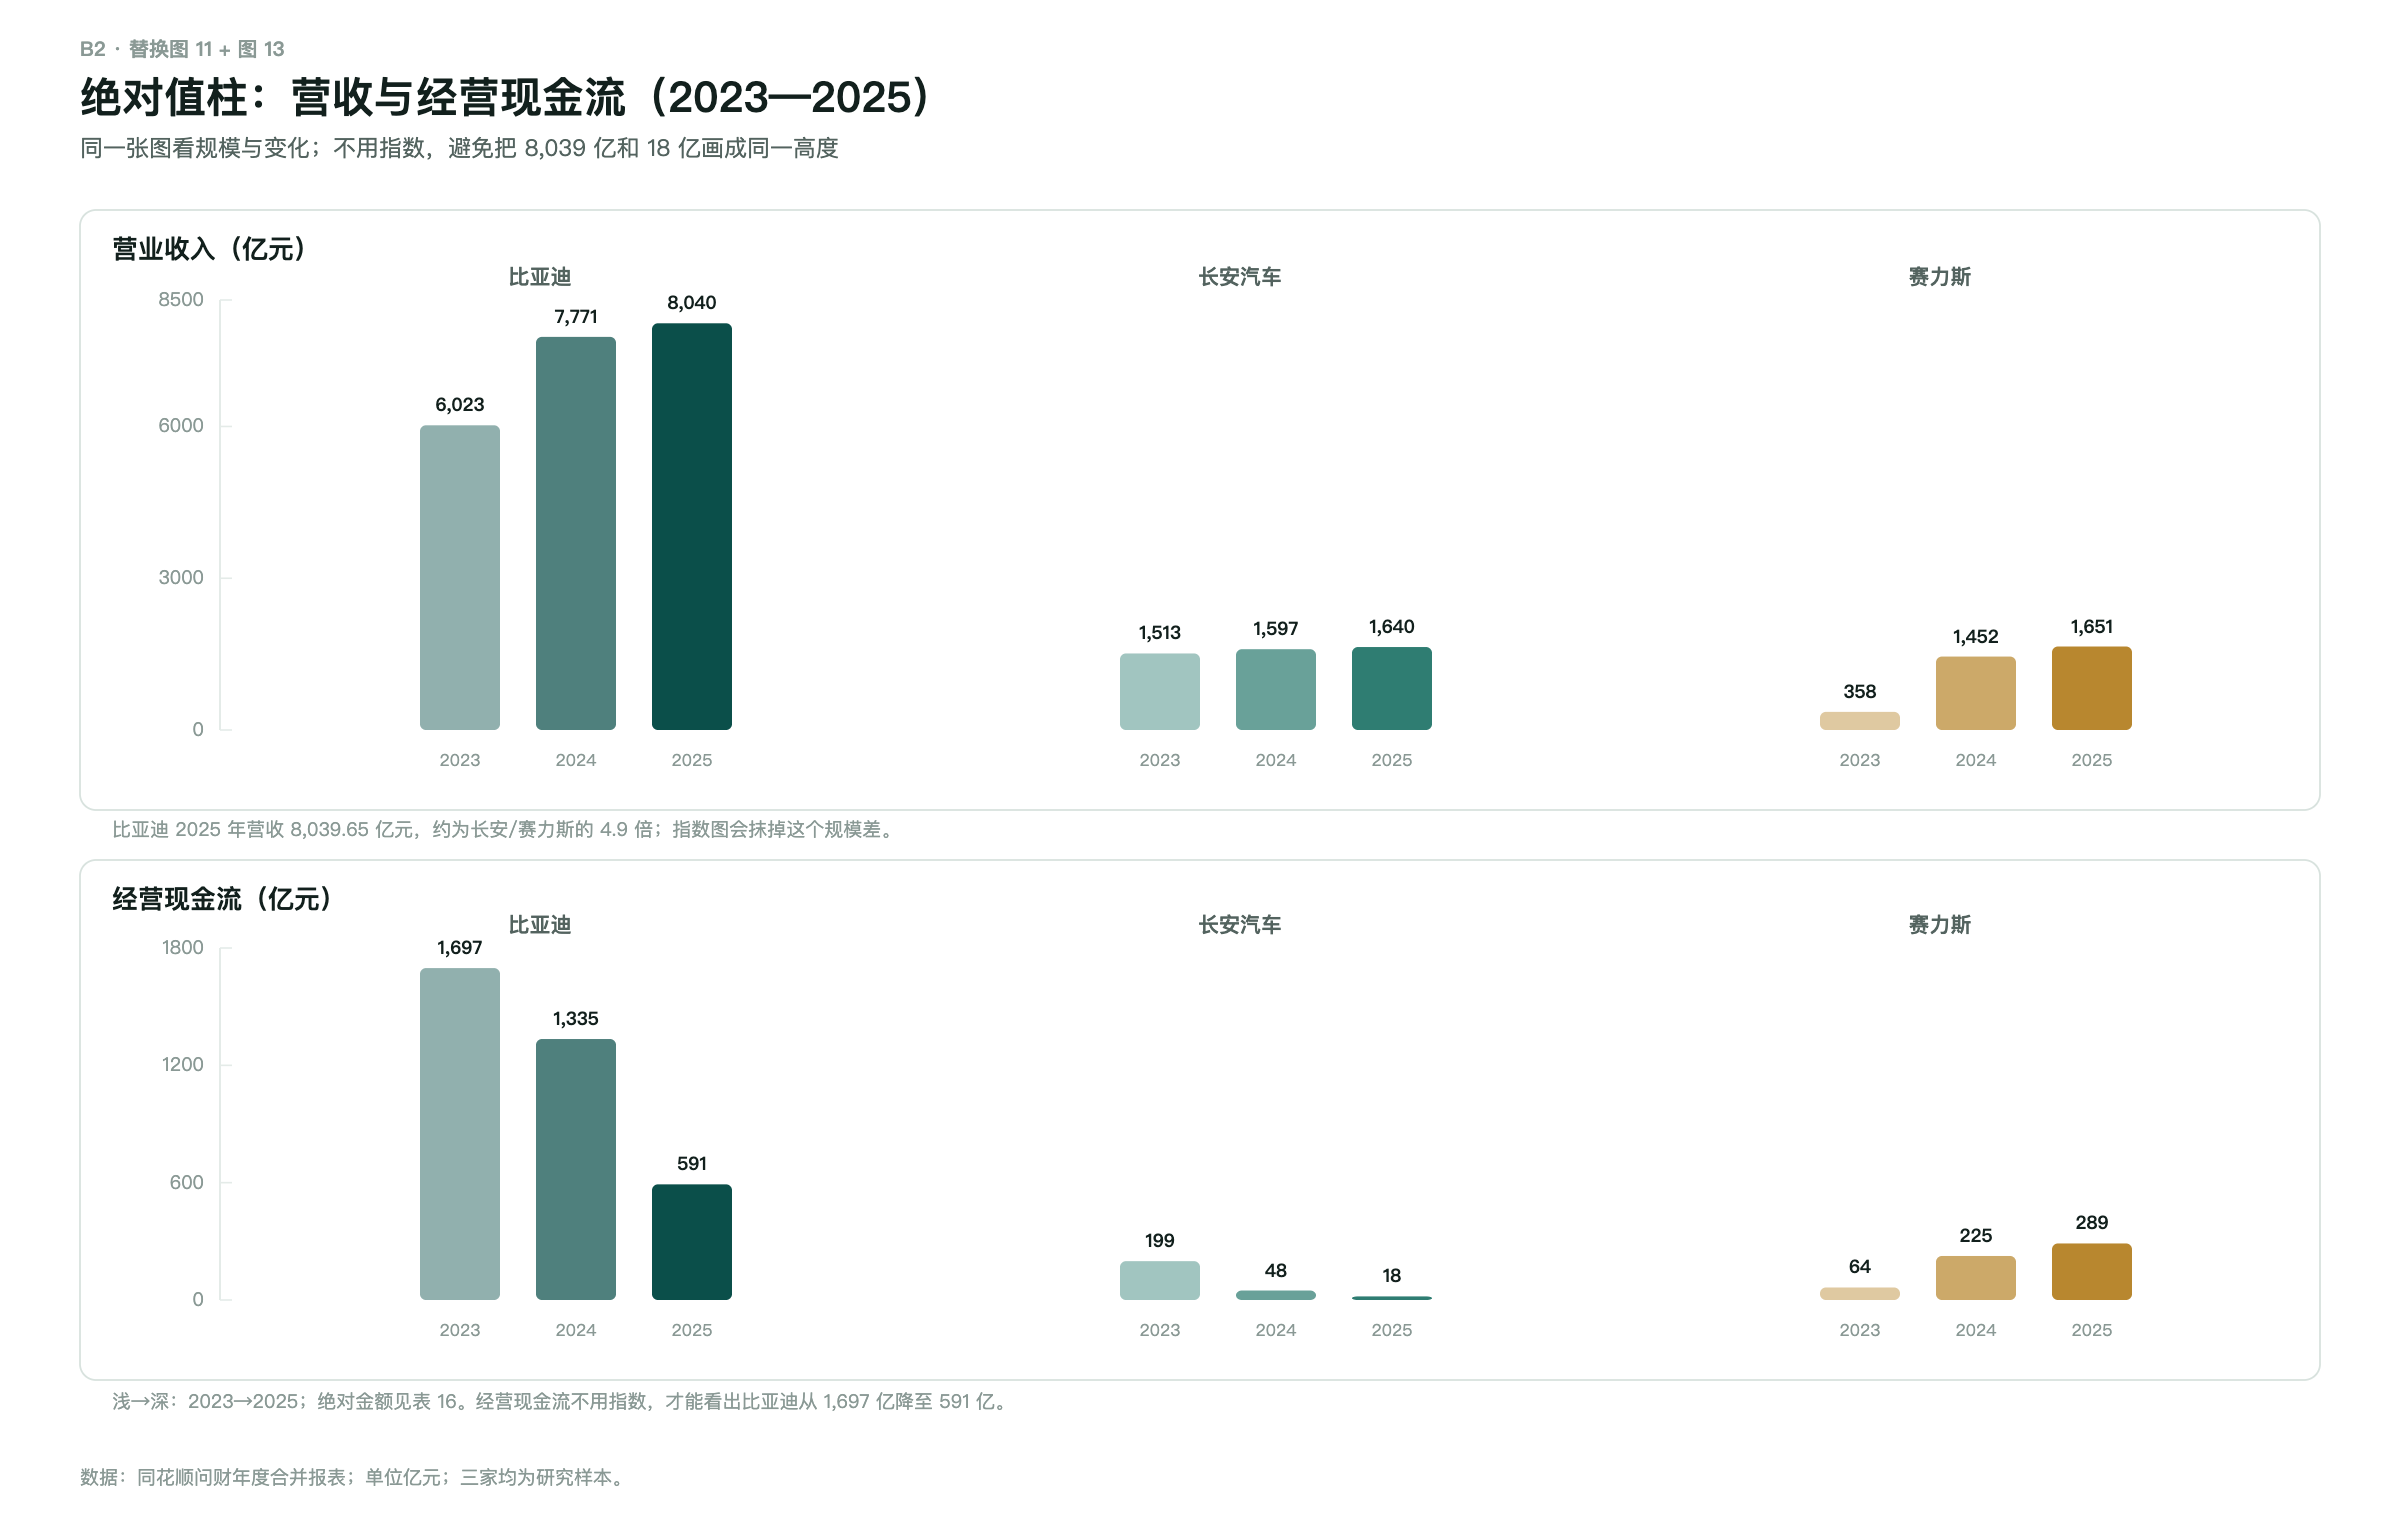 B2 · 替换图 11 + 图 13
绝对值柱：营收与经营现金流（2023—2025）
同一张图看规模与变化；不用指数，避免把 8,039 亿和 18 亿画成同一高度
营业收入（亿元）
比亚迪 长安汽车 赛力斯
8500
8,040
7,771
6,023
6000
3000
1,513 1,597 1,640
358 1,452 1,651
0
2023 2024 2025 2023 2024 2025 2023 2024 2025
比亚迪 2025 年营收 8,039.65 亿元，约为长安/赛力斯的 4.9 倍；指数图会抹掉这个规模差。
经营现金流（亿元）
比亚迪 长安汽车 赛力斯
1800
1,697
1,335
1200
591
600
199 48 18
64 225 289
0
2023 2024 2025 2023 2024 2025 2023 2024 2025
浅→深：2023→2025；绝对金额见表 16。经营现金流不用指数，才能看出比亚迪从 1,697 亿降至 591 亿。
数据：同花顺问财年度合并报表；单位亿元；三家均为研究样本。